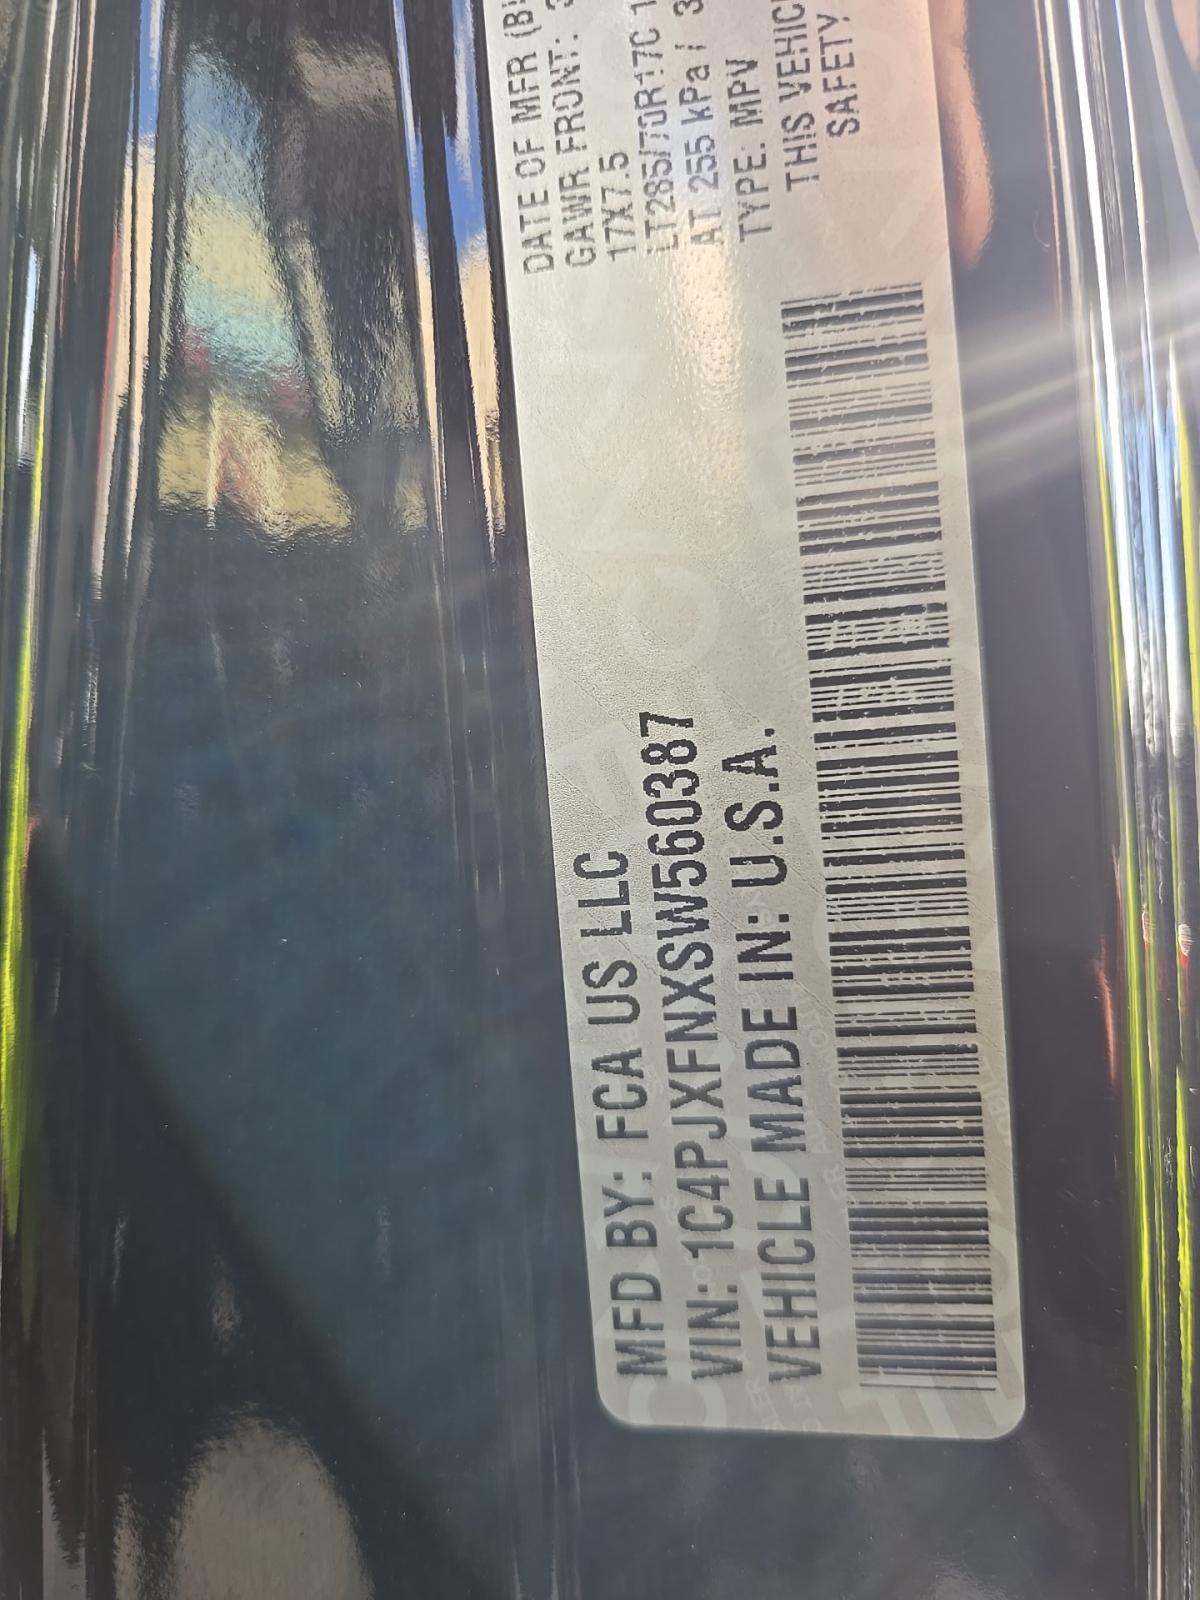 MFD BY: FCA US LLC
VIN: 1C4PJXFNXSW560387
VEHICLE MADE IN: U.S.A.
DATE OF MFR
GAWR FRONT:
17X7.5
LT285/70R17C
AT 255 kPa /
TYPE: MPV
THIS VEHIC
SAFETY,